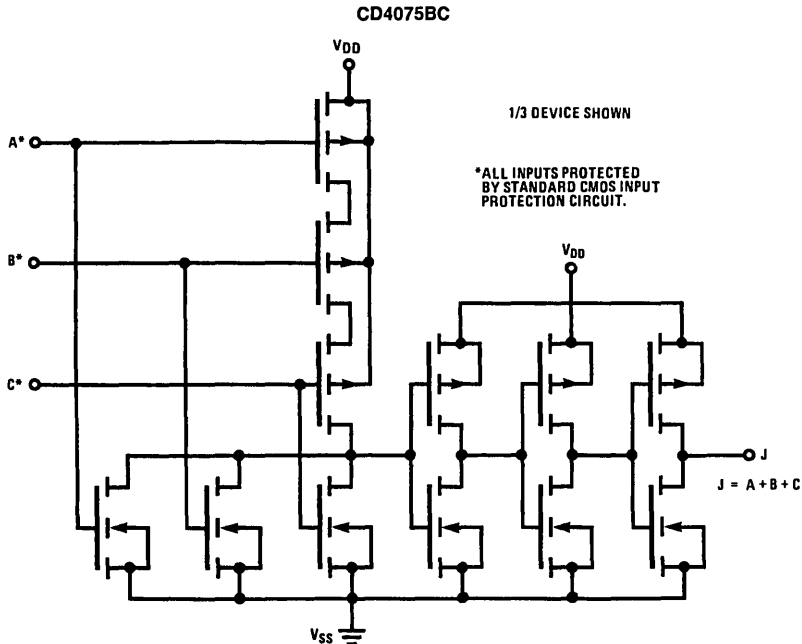 CD4075BC
VDD
1/3 DEVICE SHOWN
A*
*ALL INPUTS PROTECTED
BY STANDARD CMOS INPUT
PROTECTION CIRCUIT.
B*
VDD
C*
J
J = A+B+C
VSS